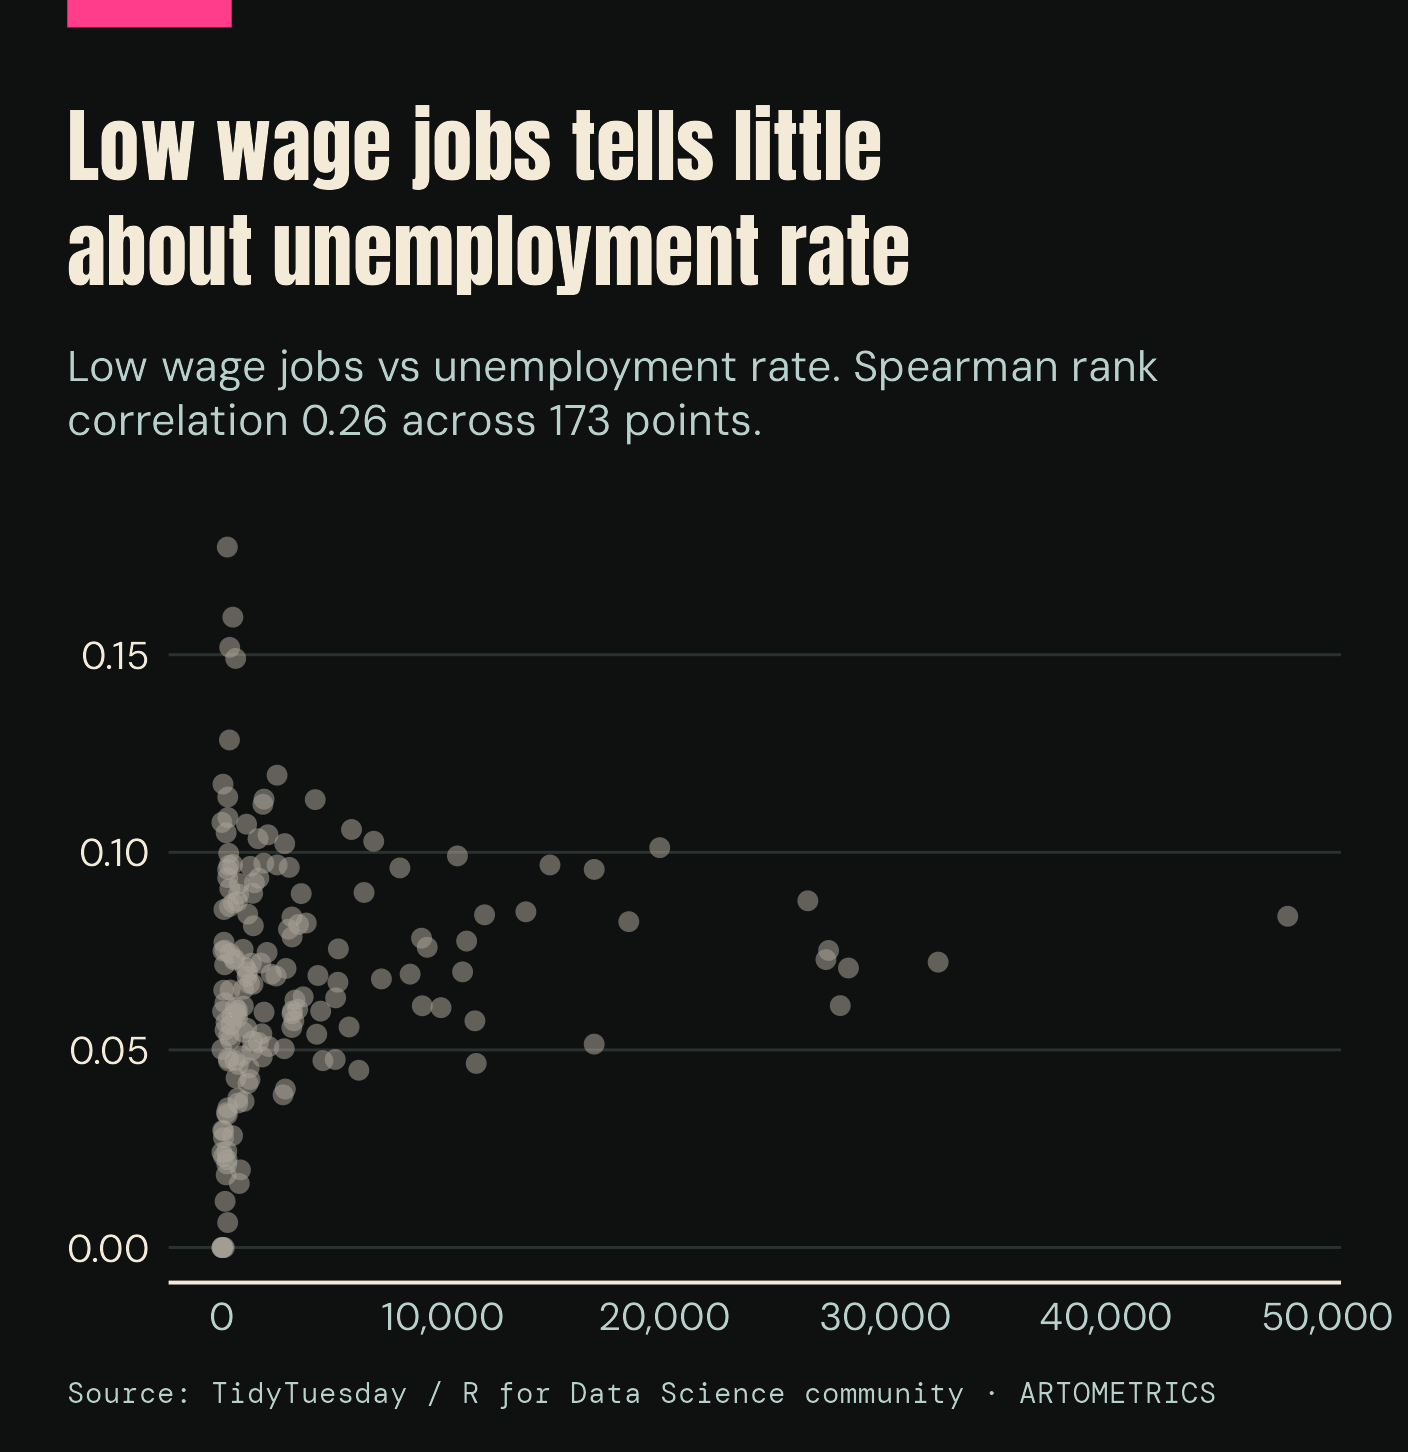 Low wage jobs tells little
about unemployment rate
Low wage jobs vs unemployment rate. Spearman rank
correlation 0.26 across 173 points.
0.15
0.10
0.05
0.00
0 10,000 20,000 30,000 40,000 50,000
Source: TidyTuesday / R for Data Science community · ARTOMETRICS